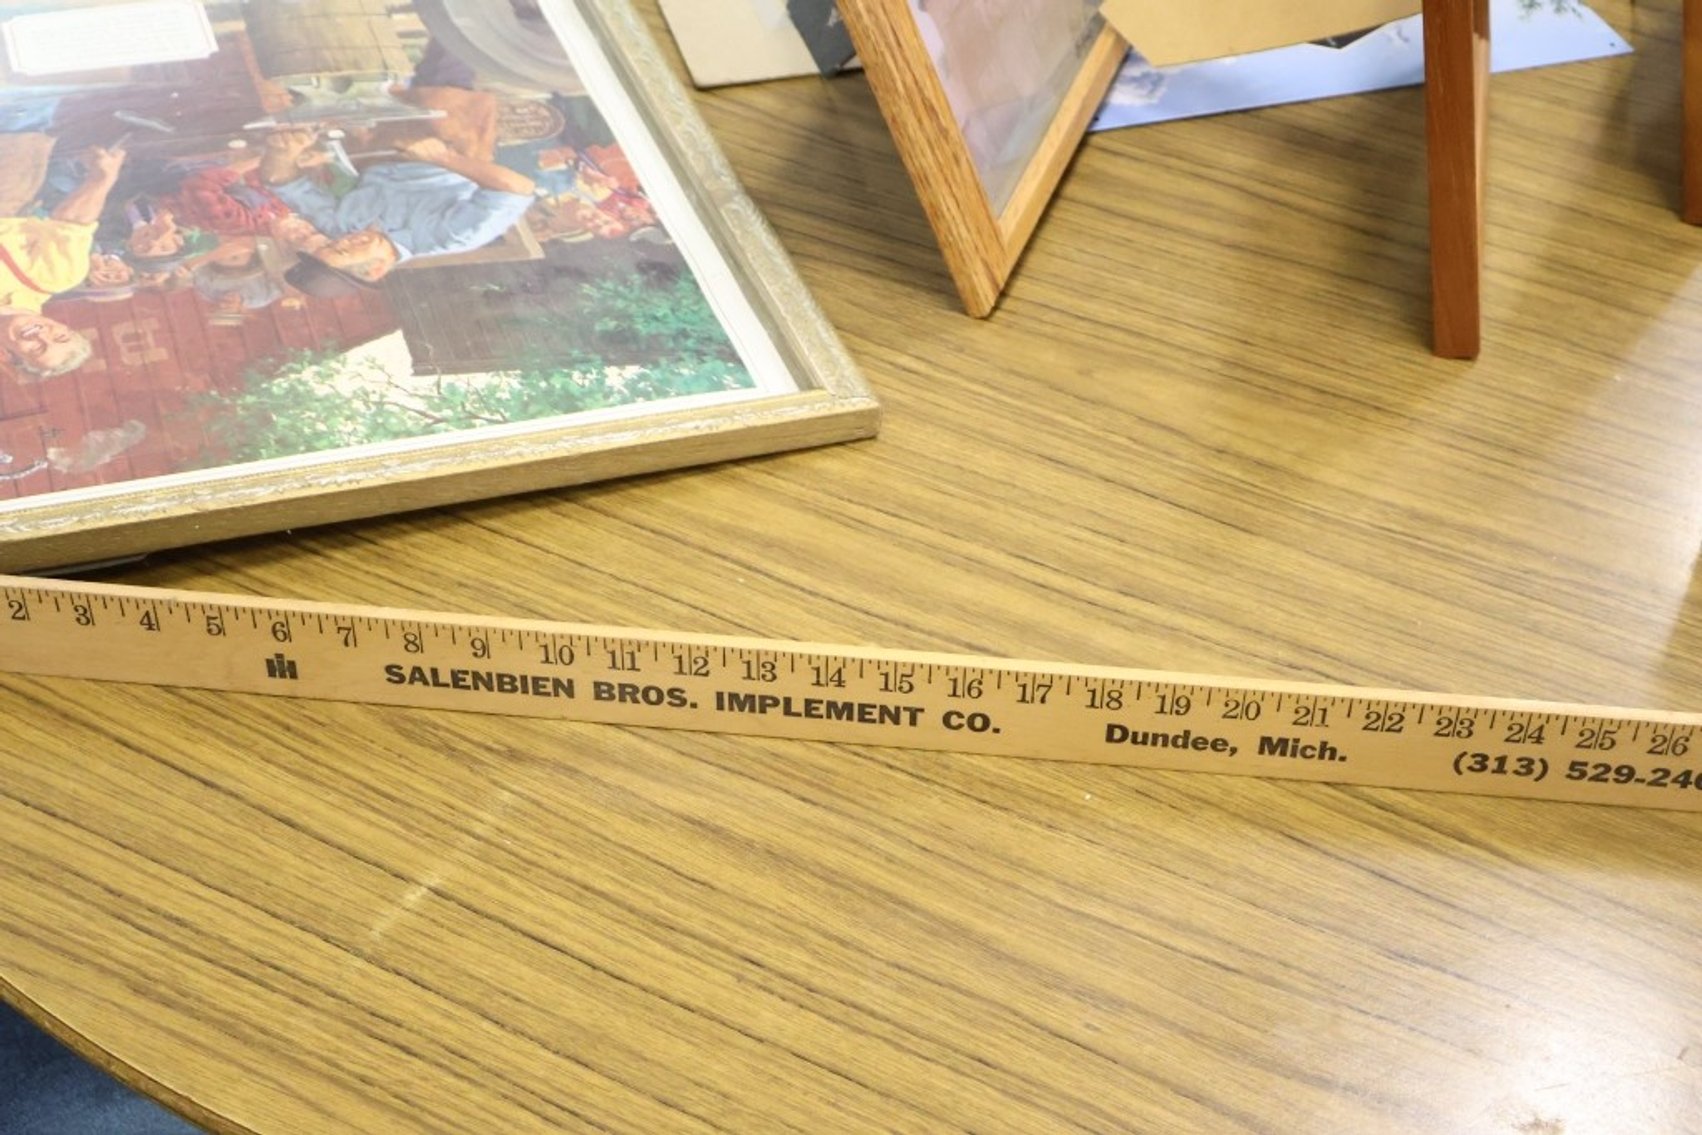 2 3 4 5 6 7 8 9 10 11 12 13 14 15 16 17 18 19 20 21 22 23 24 25 26
IH SALENBIEN BROS. IMPLEMENT CO. Dundee, Mich. (313) 529-240